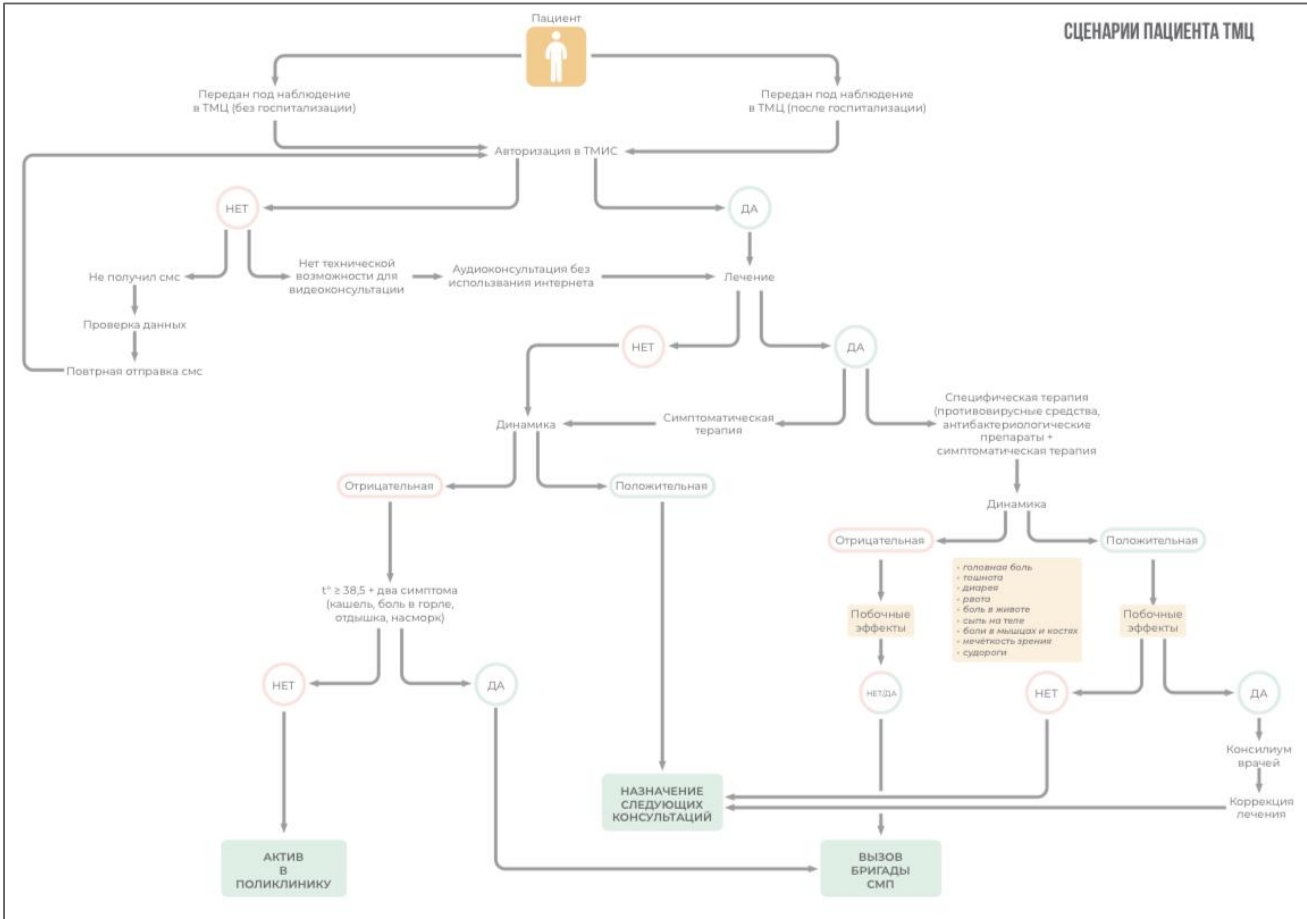 СЦЕНАРИИ ПАЦИЕНТА ТМЦ
Пациент
Передан под наблюдение
в ТМЦ (без госпитализации)
Передан под наблюдение
в ТМЦ (после госпитализации)
Авторизация в ТМИС
НЕТ
ДА
Не получил смс
Нет технической
возможности для
видеоконсультации
Аудиоконсультация без
использвания интернета
Лечение
Проверка данных
Повтрная отправка смс
НЕТ
ДА
Динамика
Симптоматическая
терапия
Специфическая терапия
(противовирусные средства,
антибактериологические
препараты +
симптоматическая терапия
Отрицательная
Положительная
Динамика
Отрицательная
Положительная
t° ≥ 38,5 + два симптома
(кашель, боль в горле,
отдышка, насморк)
Побочные
эффекты
- головная боль
- тошнота
- диарея
- рвота
- боль в животе
- сыпь на теле
- боли в мышцах и костях
- нечёткость зрения
- судороги
Побочные
эффекты
НЕТ
ДА
НЕТ/ДА
НЕТ
ДА
Консилиум
врачей
Коррекция
лечения
НАЗНАЧЕНИЕ
СЛЕДУЮЩИХ
КОНСУЛЬТАЦИЙ
АКТИВ
В
ПОЛИКЛИНИКУ
ВЫЗОВ
БРИГАДЫ
СМП